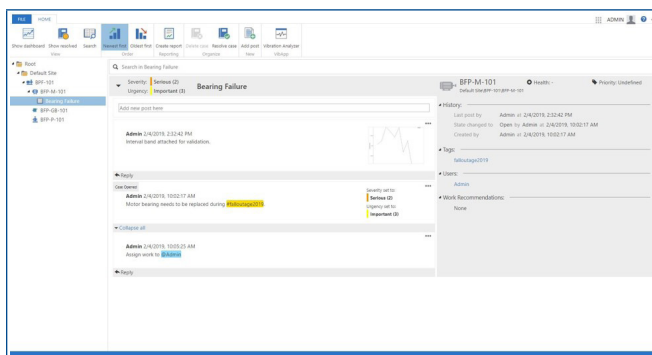 FILE HOME
ADMIN
Show dashboard Show resolved Search Newest first Oldest first Create report Delete case Resolve case Add post Vibration Analyzer
View Order Reporting Organize New VibApp
Root
Default Site
BFP-101
BFP-M-101
Bearing Failure
BFP-GB-101
BFP-P-101
Search in Bearing Failure
Severity: Serious (2)
Urgency: Important (3)
Bearing Failure
Add new post here
Admin 2/4/2019, 2:32:42 PM
Interval band attached for validation.
Reply
Case Opened
Admin 2/4/2019, 10:02:17 AM
Motor bearing needs to be replaced during #falloutage2019.
Severity set to:
Serious (2)
Urgency set to:
Important (3)
Collapse all
Admin 2/4/2019, 10:05:25 AM
Assign work to @Admin
Reply
BFP-M-101 Health: - Priority: Undefined
Default Site\BFP-101\BFP-M-101
History:
Last post by Admin at 2/4/2019, 2:32:42 PM
State changed to Open by Admin at 2/4/2019, 10:02:17 AM
Created by Admin at 2/4/2019, 10:02:17 AM
Tags:
falloutage2019
Users:
Admin
Work Recommendations:
None